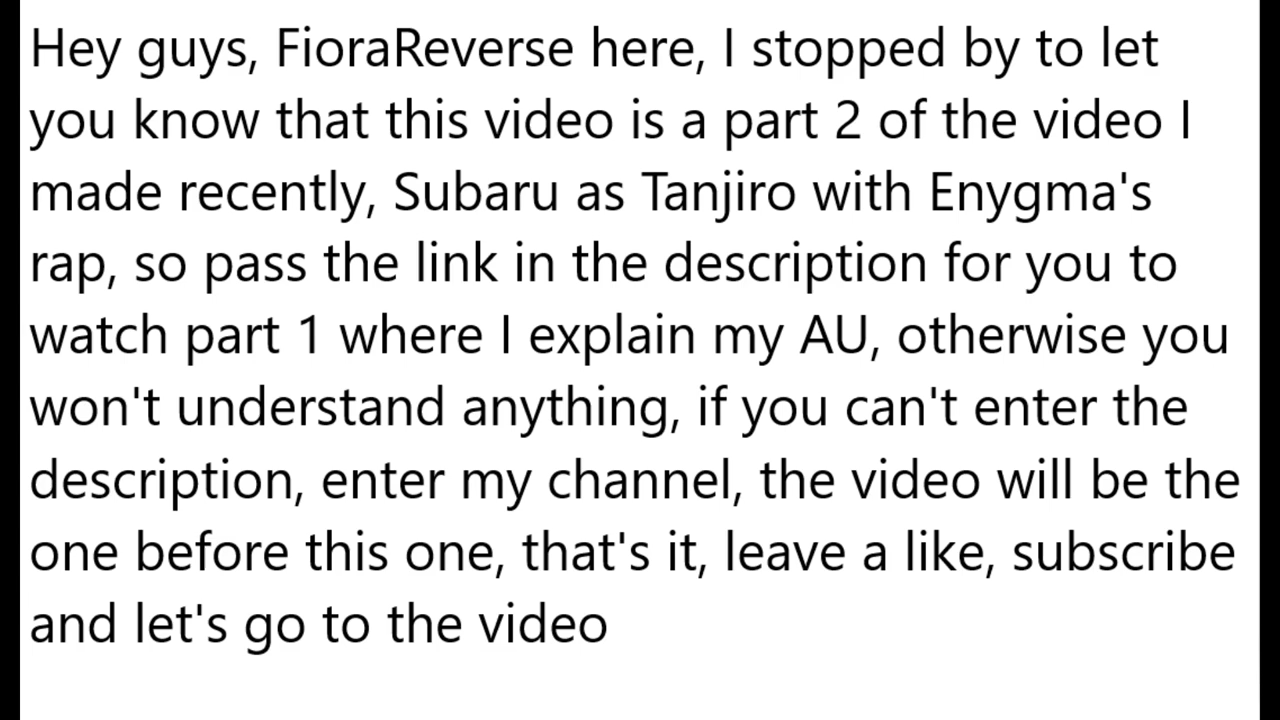 Hey guys, FioraReverse here, I stopped by to let
you know that this video is a part 2 of the video I
made recently, Subaru as Tanjiro with Enygma's
rap, so pass the link in the description for you to
watch part 1 where I explain my AU, otherwise you
won't understand anything, if you can't enter the
description, enter my channel, the video will be the
one before this one, that's it, leave a like, subscribe
and let's go to the video